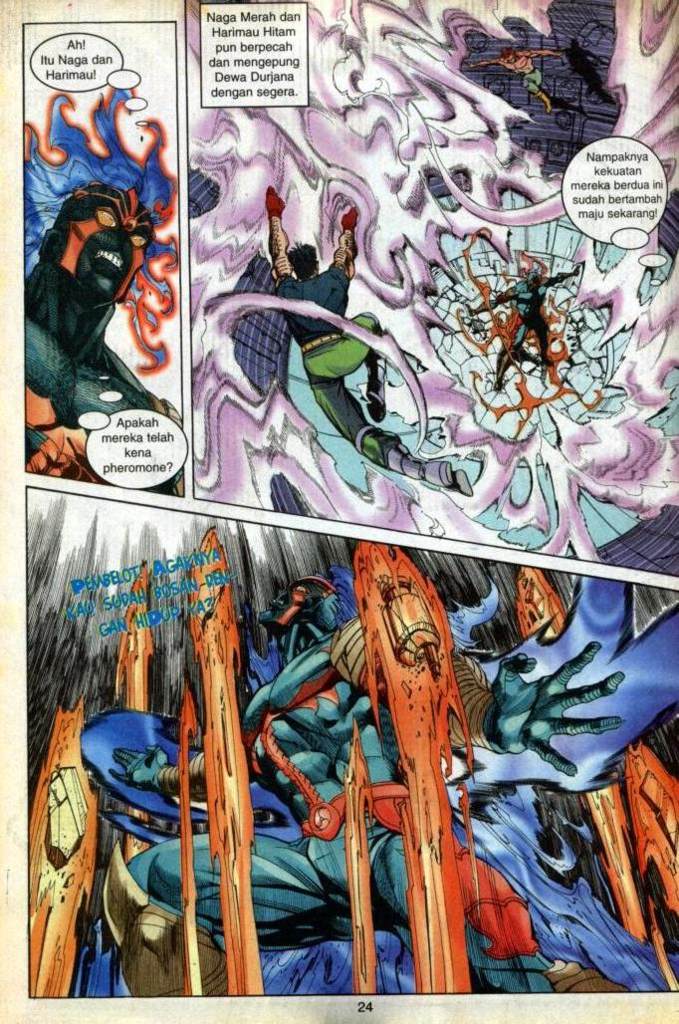 Ah!
Itu Naga dan
Harimau!
Apakah
mereka telah
kena
pheromone?
Naga Merah dan
Harimau Hitam
pun berpecah
dan mengepung
Dewa Durjana
dengan segera.
Nampaknya
kekuatan
mereka berdua ini
sudah bertambah
maju sekarang!
PEMBELOT! AGAKNYA
KAU SUDAH BOSAN DEN-
GAN HIDUP YA?
24